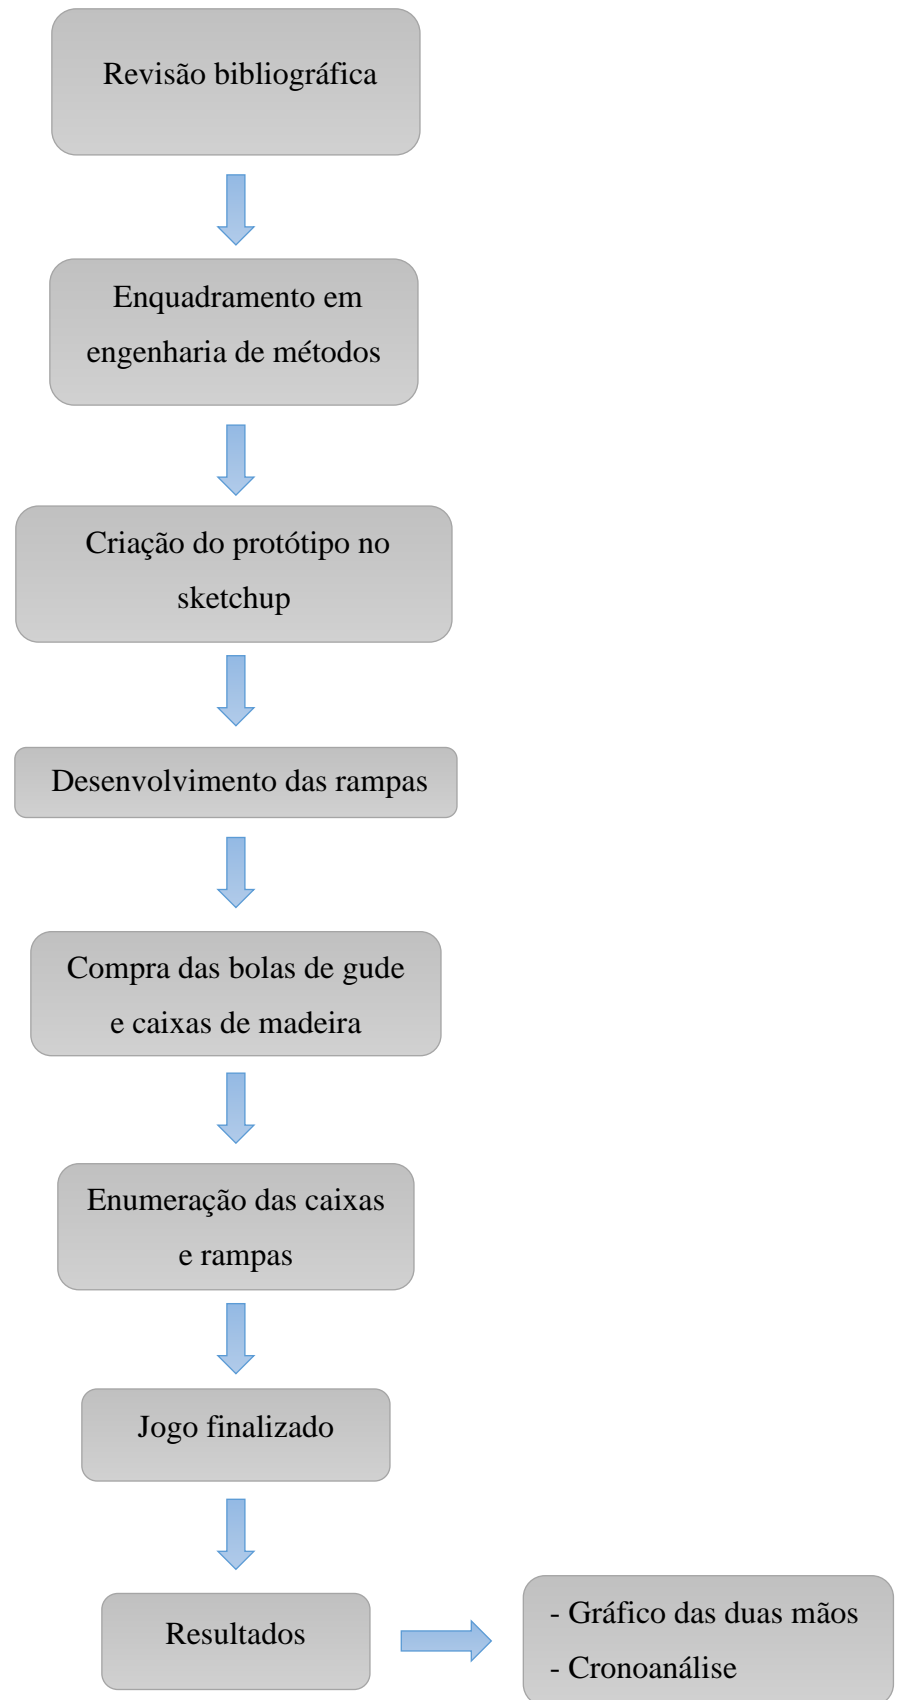 Revisão bibliográfica
Enquadramento em
engenharia de métodos
Criação do protótipo no
sketchup
Desenvolvimento das rampas
Compra das bolas de gude
e caixas de madeira
Enumeração das caixas
e rampas
Jogo finalizado
Resultados
- Gráfico das duas mãos
- Cronoanálise